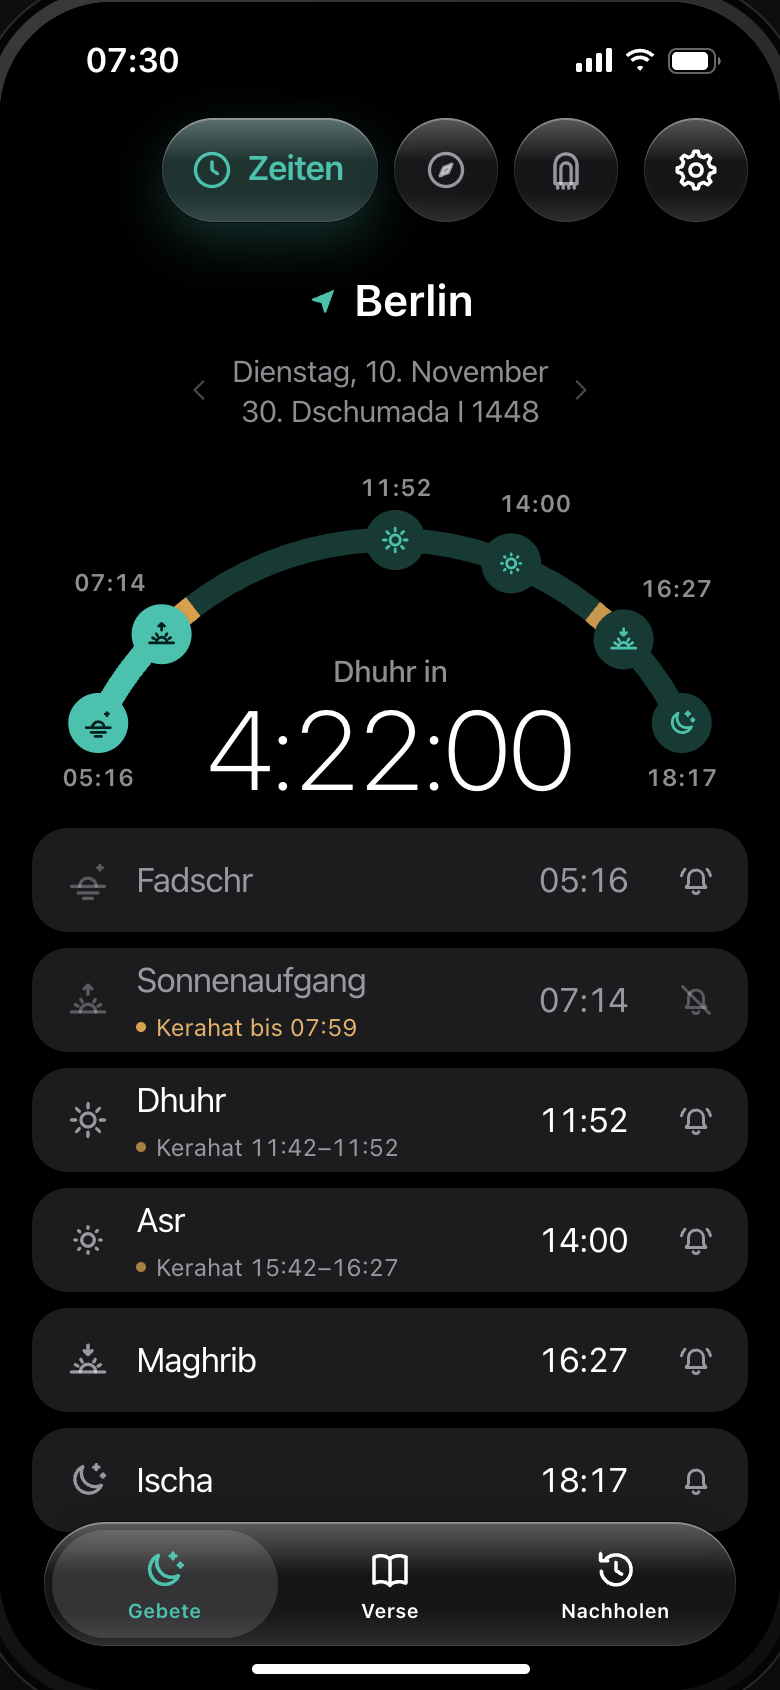 07:30
Zeiten
Berlin
Dienstag, 10. November
30. Dschumada I 1448
11:52
14:00
07:14
16:27
Dhuhr in
4:22:00
05:16
18:17
Fadschr 05:16
Sonnenaufgang 07:14
Kerahat bis 07:59
Dhuhr 11:52
Kerahat 11:42–11:52
Asr 14:00
Kerahat 15:42–16:27
Maghrib 16:27
Ischa 18:17
Gebete Verse Nachholen